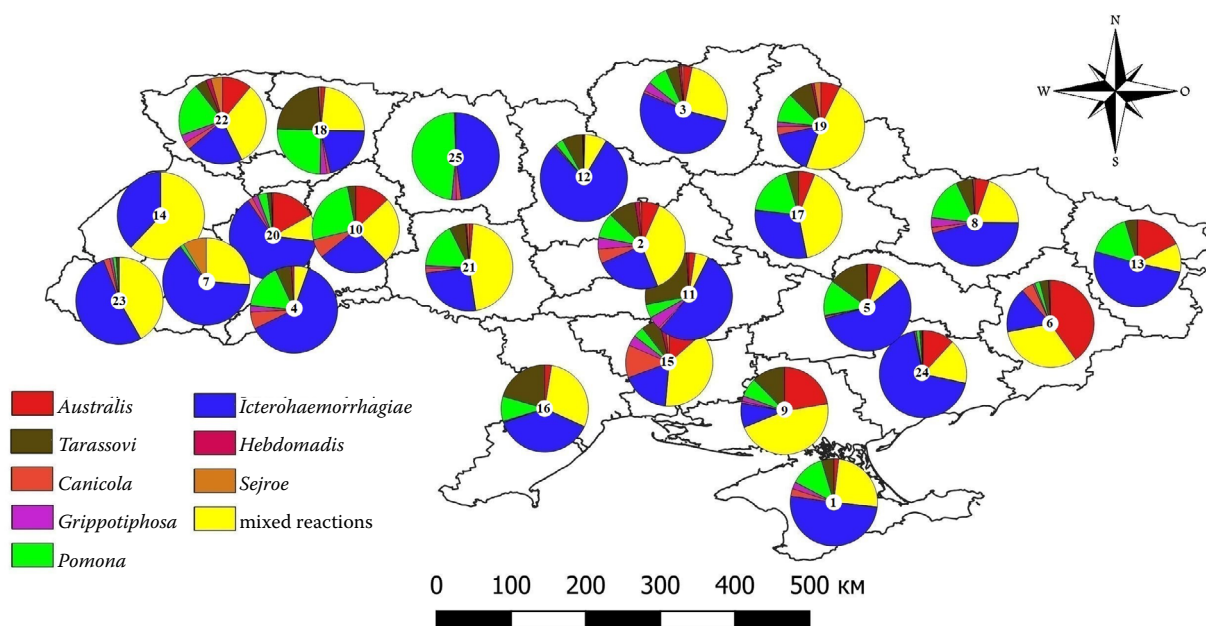 N
W
O
S
22
18
3
19
25
12
14
20
10
2
17
8
13
23
7
4
21
11
5
6
15
24
16
9
1
Australis
Icterohaemorrhagiae
Tarassovi
Hebdomadis
Canicola
Sejroe
Grippotiphosa
mixed reactions
Pomona
0 100 200 300 400 500 км